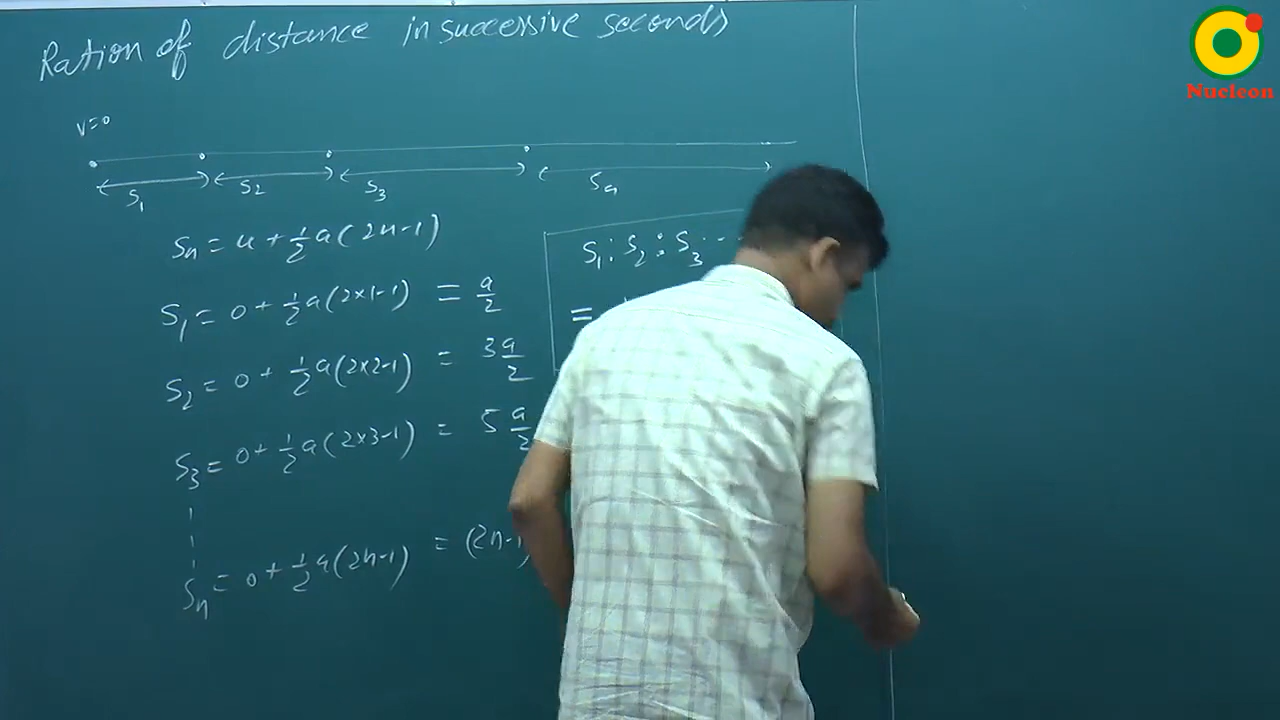 Ration of distance in successive seconds
Nucleon
v=0
S₁ S₂ S₃ Sₙ
Sₙ = u + 1/2 a(2n-1)
S₁ : S₂ : S₃ ---
=
S₁ = 0 + 1/2 a(2×1-1) = a/2
S₂ = 0 + 1/2 a(2×2-1) = 3 a/2
S₃ = 0 + 1/2 a(2×3-1) = 5 a/2
Sₙ = 0 + 1/2 a(2n-1) = (2n-1